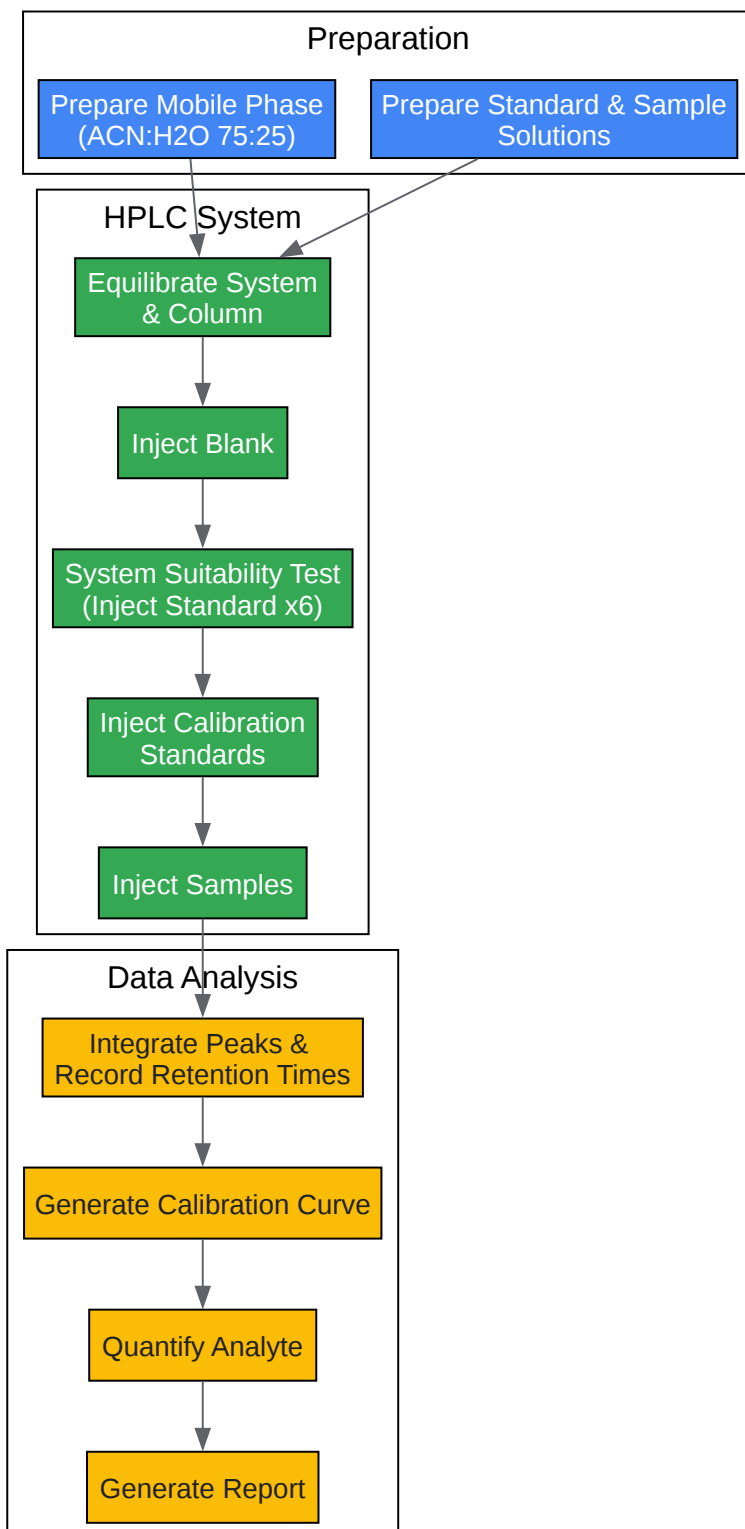 Preparation
Prepare Mobile Phase
(ACN:H2O 75:25)
Prepare Standard & Sample
Solutions
HPLC System
Equilibrate System
& Column
Inject Blank
System Suitability Test
(Inject Standard x6)
Inject Calibration
Standards
Inject Samples
Data Analysis
Integrate Peaks &
Record Retention Times
Generate Calibration Curve
Quantify Analyte
Generate Report